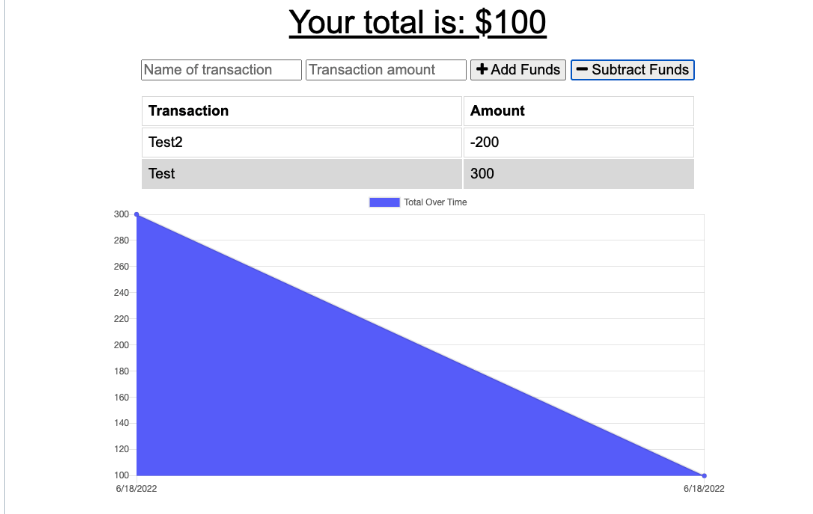 Your total is: $100
Name of transaction Transaction amount + Add Funds − Subtract Funds
Transaction Amount
Test2 -200
Test 300
Total Over Time
300
280
260
240
220
200
180
160
140
120
100
6/18/2022 6/18/2022